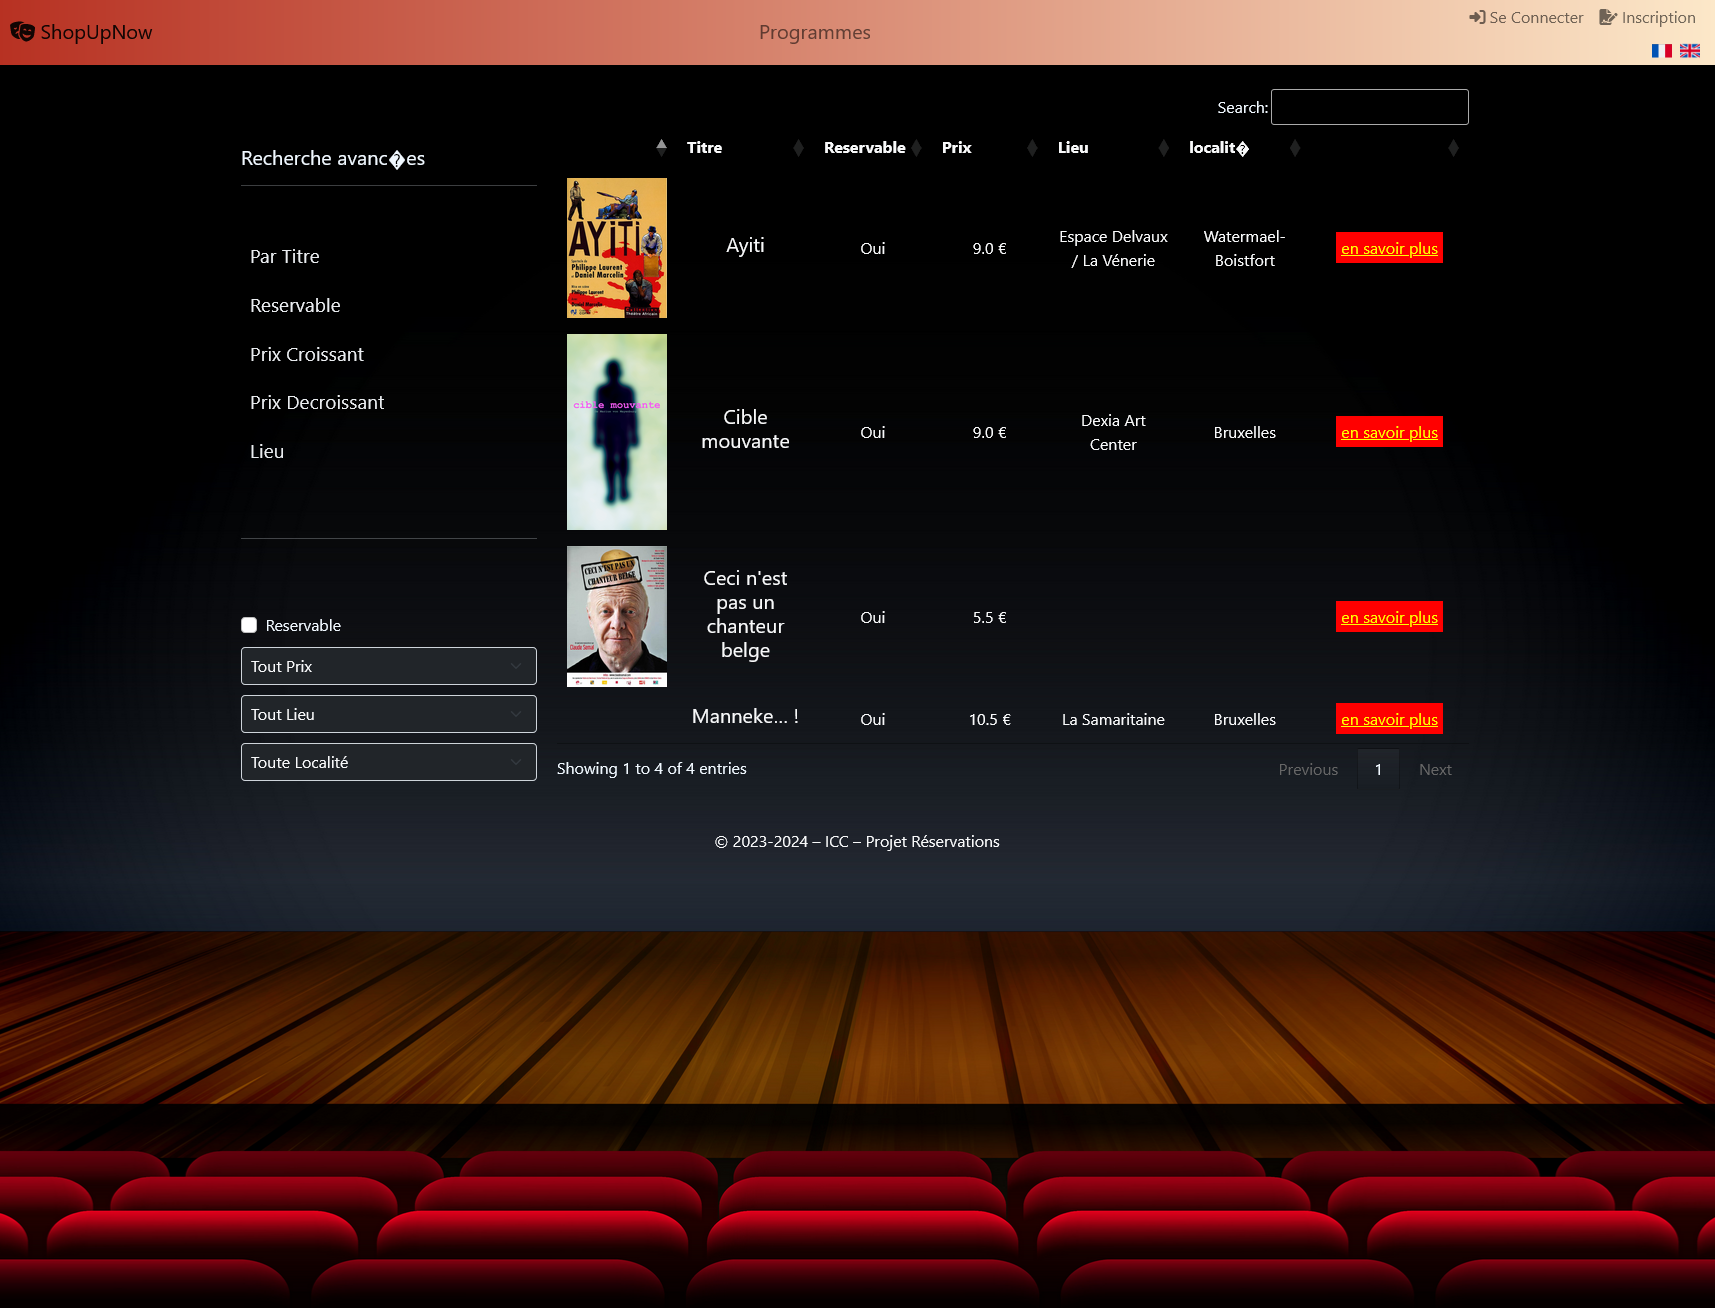 ShopUpNow
Programmes
Se Connecter
Inscription
Search:
Recherche avanc�es
Titre
Reservable
Prix
Lieu
localit�
Par Titre
Reservable
Prix Croissant
Prix Decroissant
Lieu
AYITI
Philippe Laurent
Daniel Marcelin
Ayiti
Oui
9.0 €
Espace Delvaux
/ La Vénerie
Watermael-
Boistfort
en savoir plus
cible mouvante
Cible
mouvante
Oui
9.0 €
Dexia Art
Center
Bruxelles
en savoir plus
CECI N'EST PAS UN
CHANTEUR BELGE
Ceci n'est
pas un
chanteur
belge
Oui
5.5 €
en savoir plus
Manneke... !
Oui
10.5 €
La Samaritaine
Bruxelles
en savoir plus
Reservable
Tout Prix
Tout Lieu
Toute Localité
Showing 1 to 4 of 4 entries
Previous
1
Next
© 2023-2024 – ICC – Projet Réservations